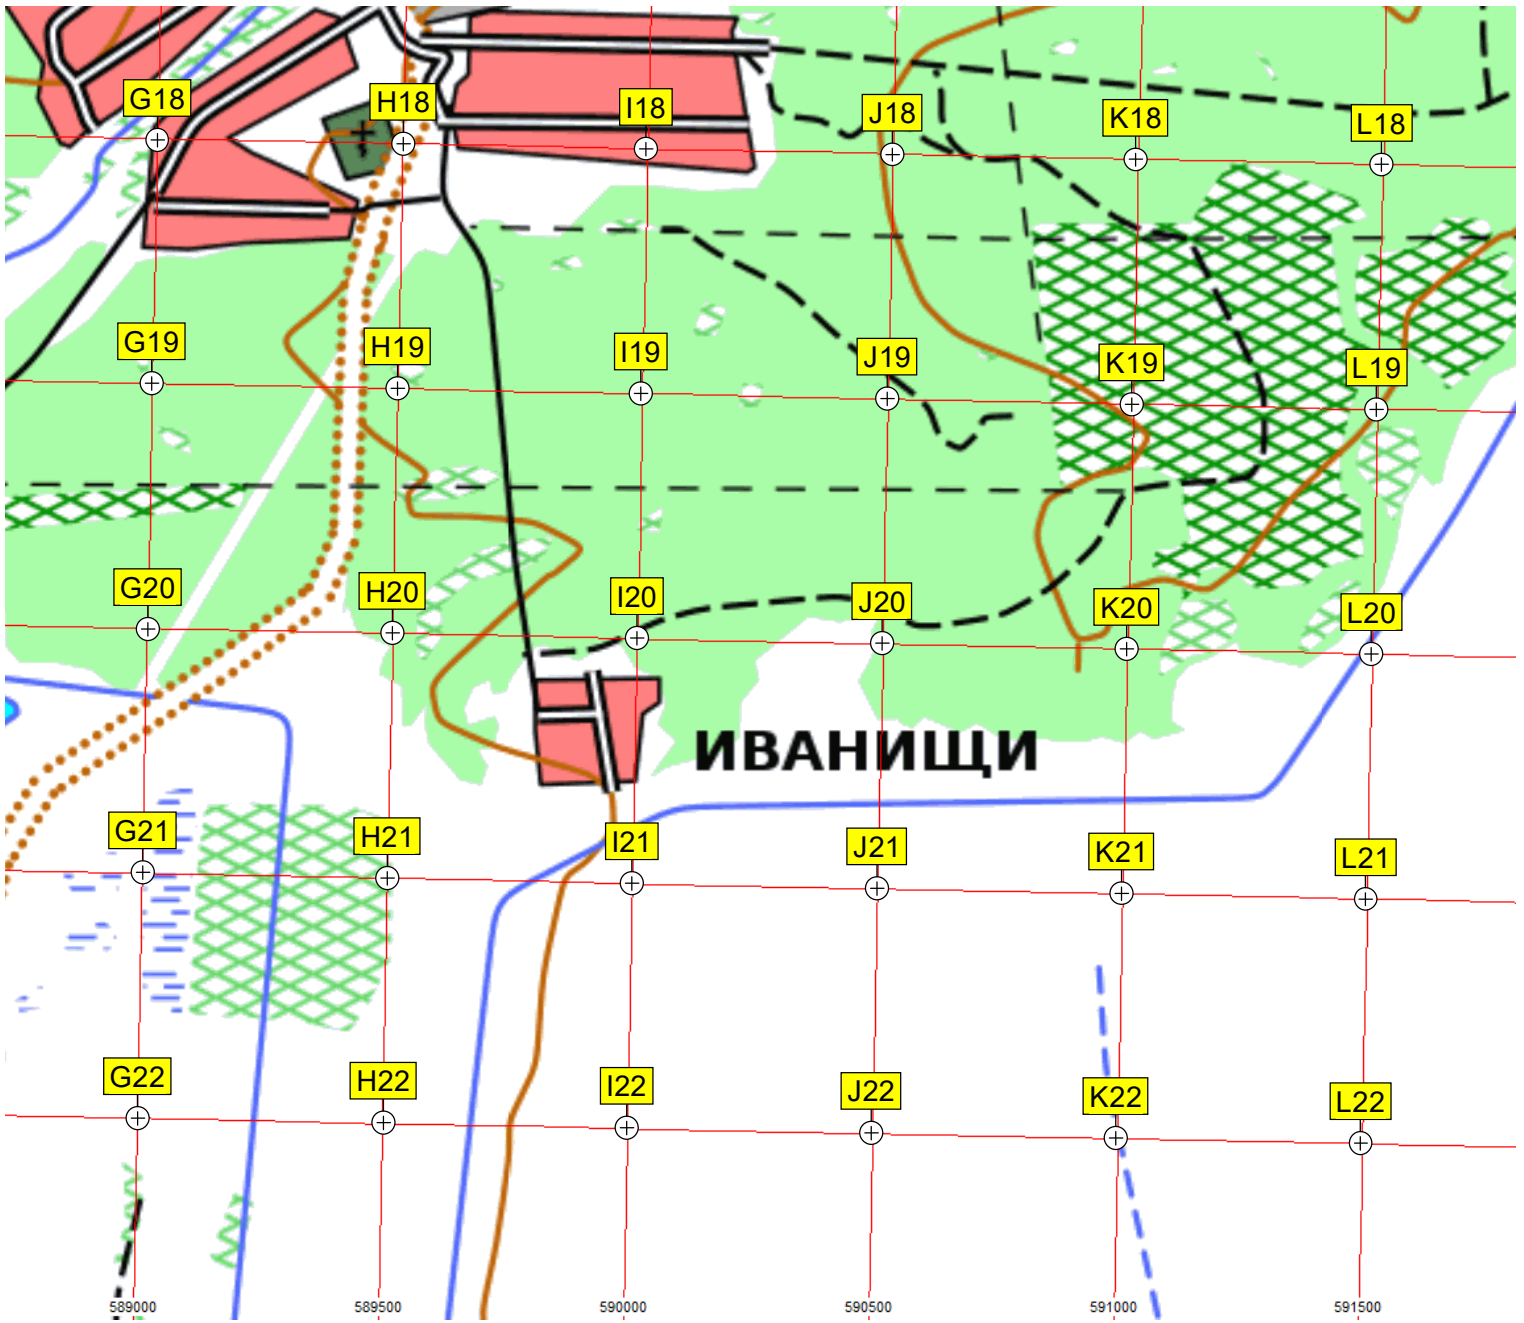 G18 H18 I18 J18 K18 L18
G19 H19 I19 J19 K19 L19
G20 H20 I20 J20 K20 L20
ИВАНИЩИ
G21 H21 I21 J21 K21 L21
G22 H22 I22 J22 K22 L22
589000 589500 590000 590500 591000 591500